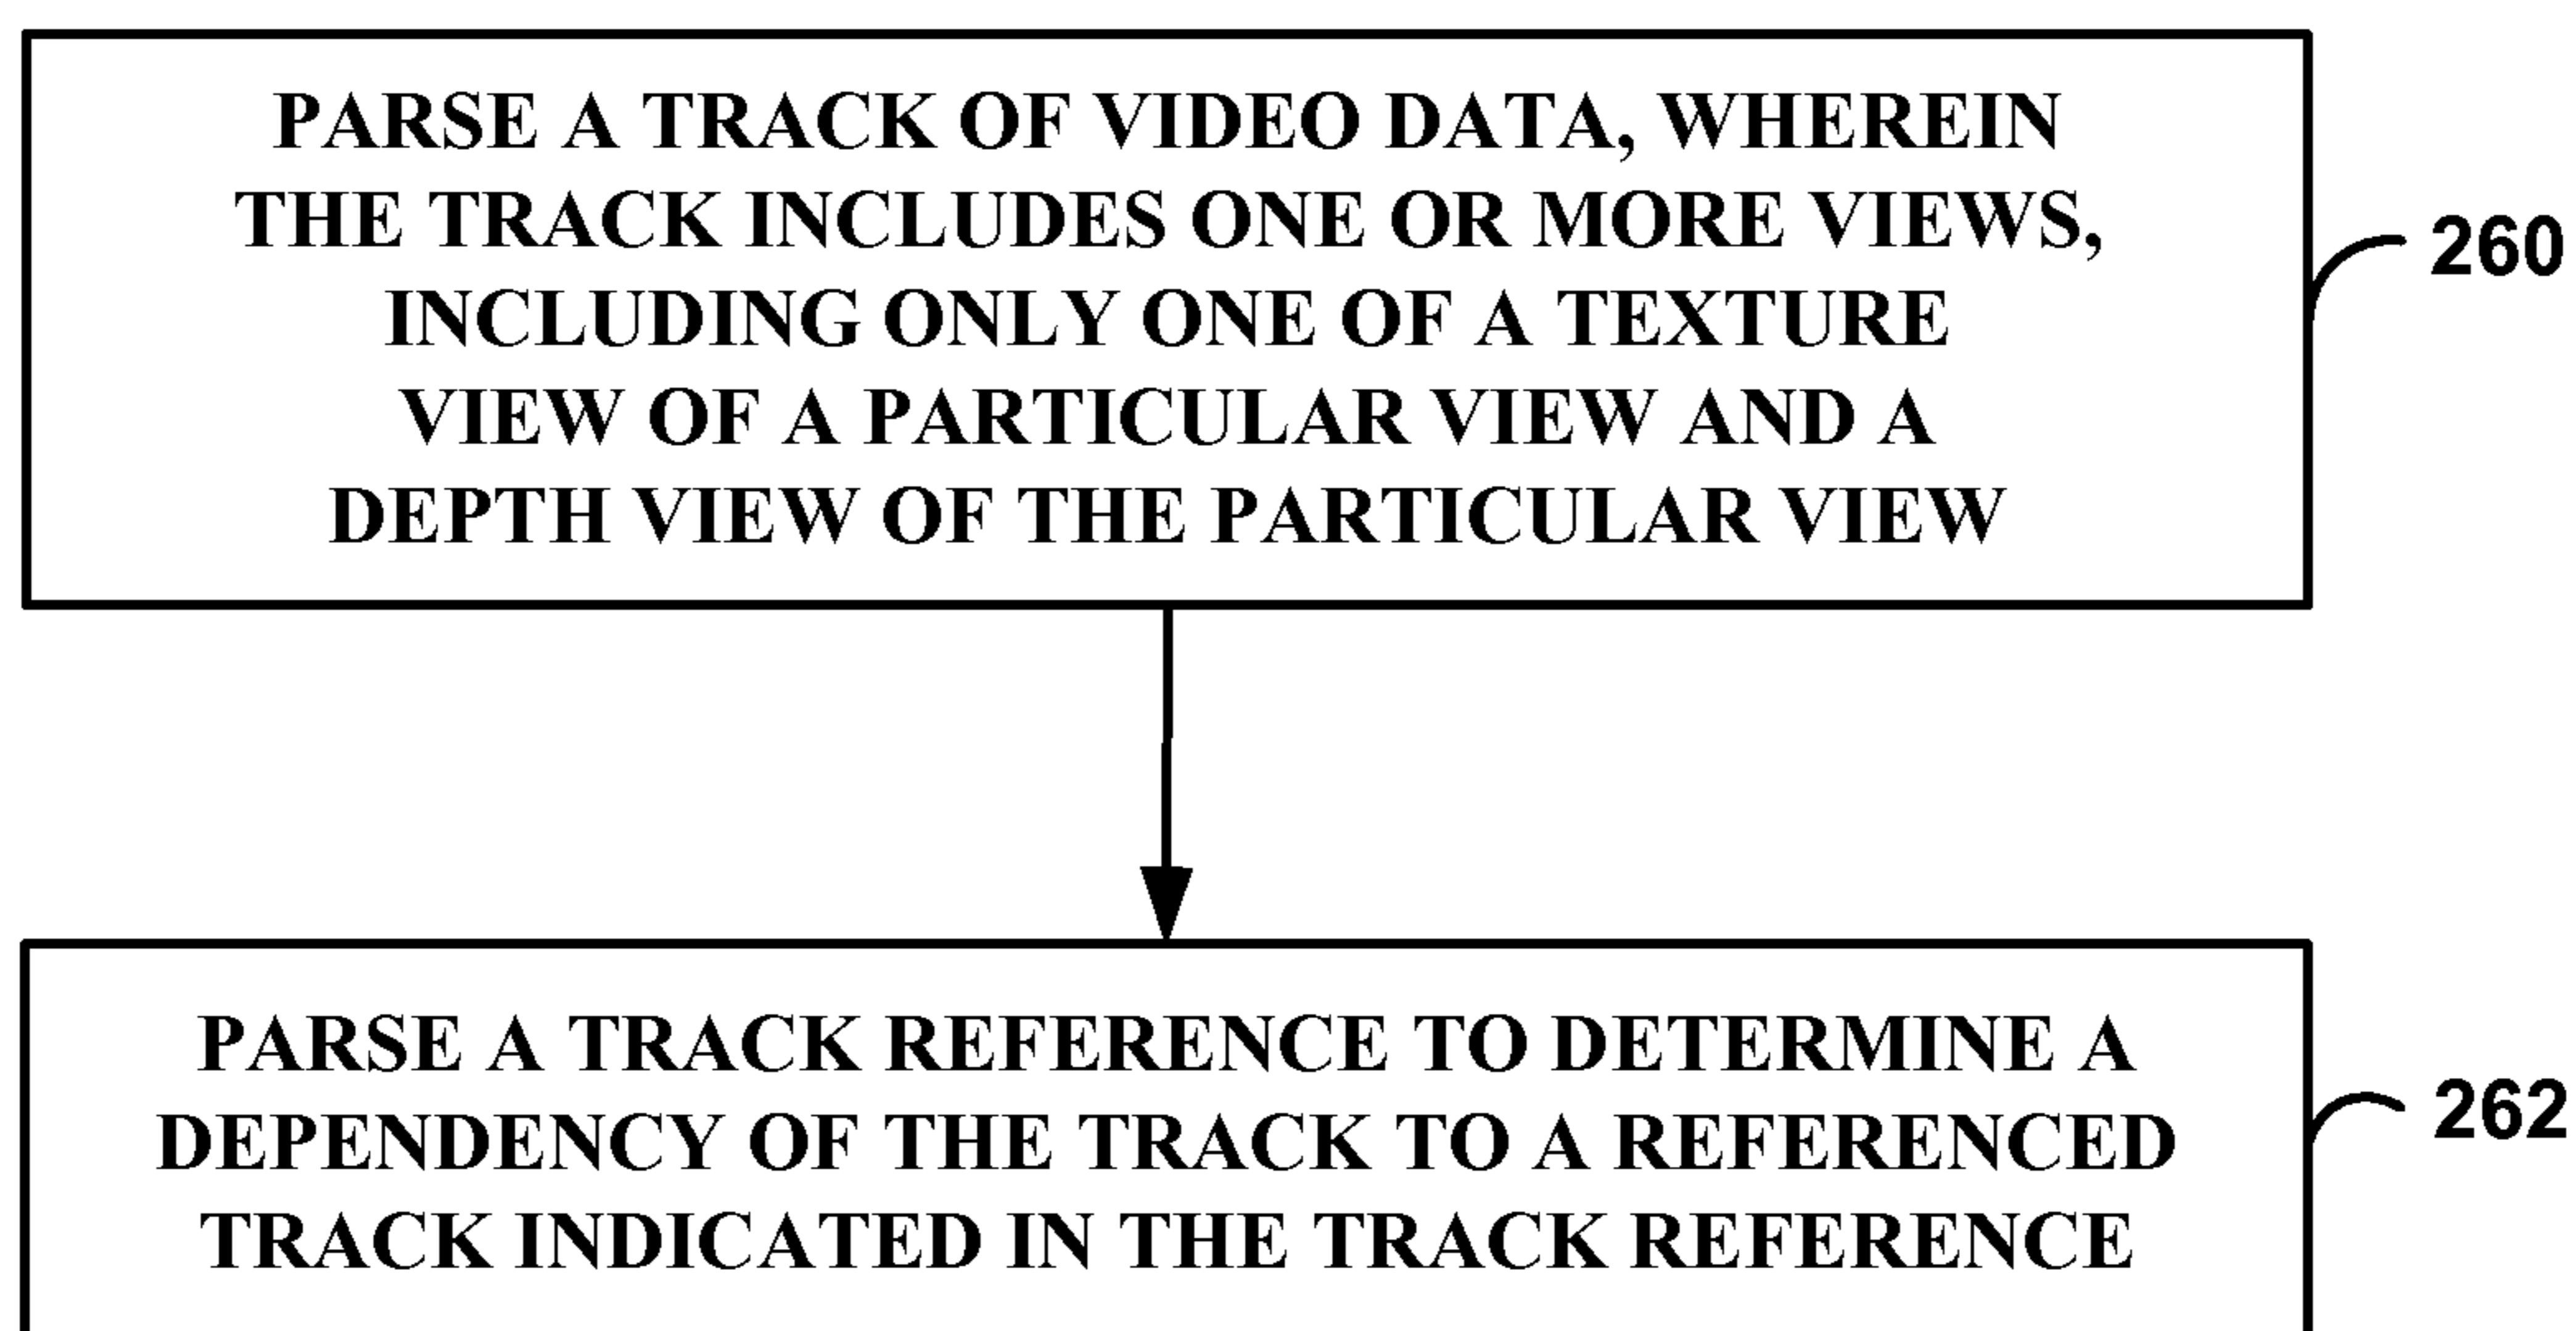 PARSE A TRACK OF VIDEO DATA, WHEREIN
THE TRACK INCLUDES ONE OR MORE VIEWS,
INCLUDING ONLY ONE OF A TEXTURE
VIEW OF A PARTICULAR VIEW AND A
DEPTH VIEW OF THE PARTICULAR VIEW
260
PARSE A TRACK REFERENCE TO DETERMINE A
DEPENDENCY OF THE TRACK TO A REFERENCED
TRACK INDICATED IN THE TRACK REFERENCE
262